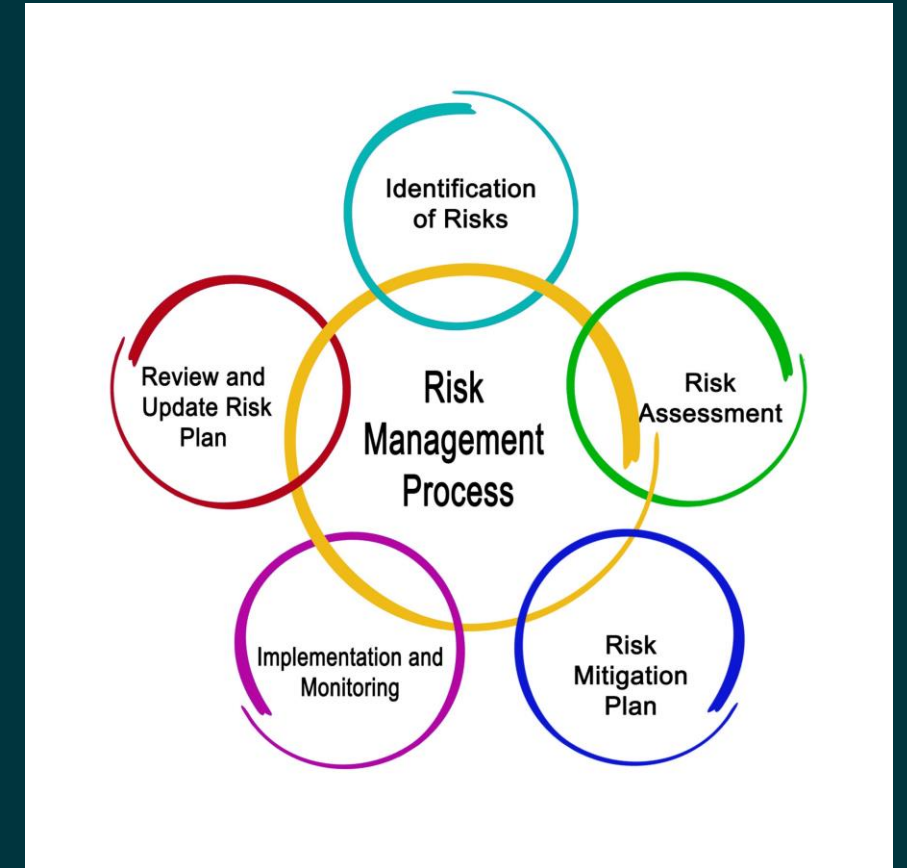 Identification
of Risks
Risk
Assessment
Risk
Mitigation
Plan
Implementation and
Monitoring
Review and
Update Risk
Plan
Risk
Management
Process